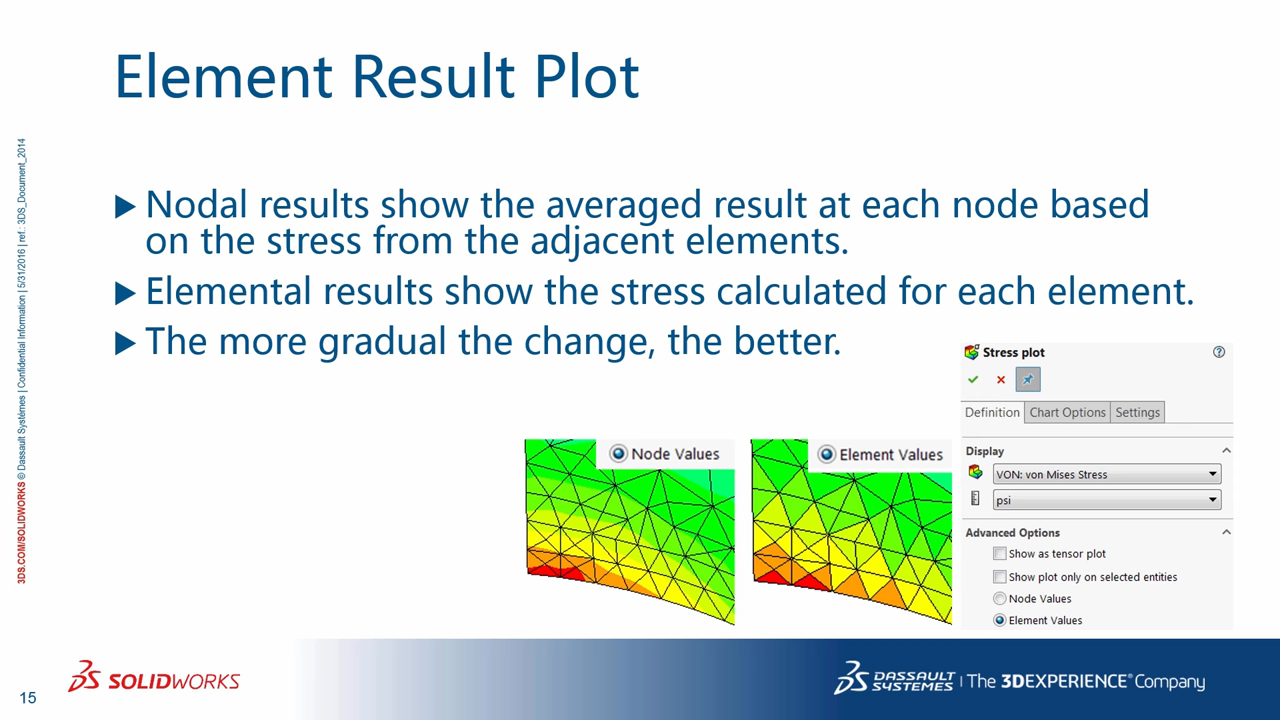 Element Result Plot
3DS.COM/SOLIDWORKS © Dassault Systèmes | Confidential Information | 5/31/2016 | ref.: 3DS_Document_2014
Nodal results show the averaged result at each node based
on the stress from the adjacent elements.
Elemental results show the stress calculated for each element.
The more gradual the change, the better.
Node Values
Element Values
Stress plot
Definition
Chart Options
Settings
Display
VON: von Mises Stress
psi
Advanced Options
Show as tensor plot
Show plot only on selected entities
Node Values
Element Values
15
SOLIDWORKS
DASSAULT SYSTEMES | The 3DEXPERIENCE® Company